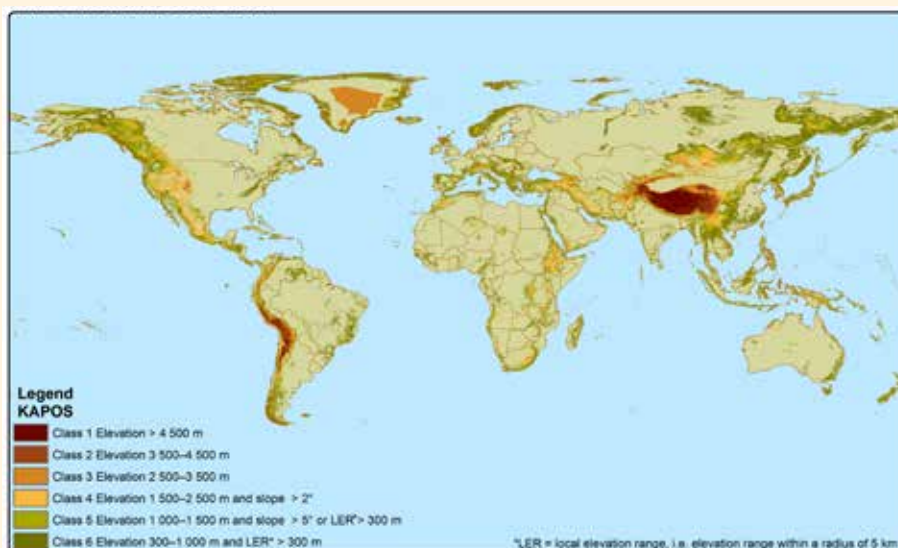 Legend
KAPOS
Class 1 Elevation > 4 500 m
Class 2 Elevation 3 500–4 500 m
Class 3 Elevation 2 500–3 500 m
Class 4 Elevation 1 500–2 500 m and slope > 2°
Class 5 Elevation 1 000–1 500 m and slope > 5° or LER*> 300 m
Class 6 Elevation 300–1 000 m and LER* > 300 m
*LER = local elevation range, i.e. elevation range within a radius of 5 km